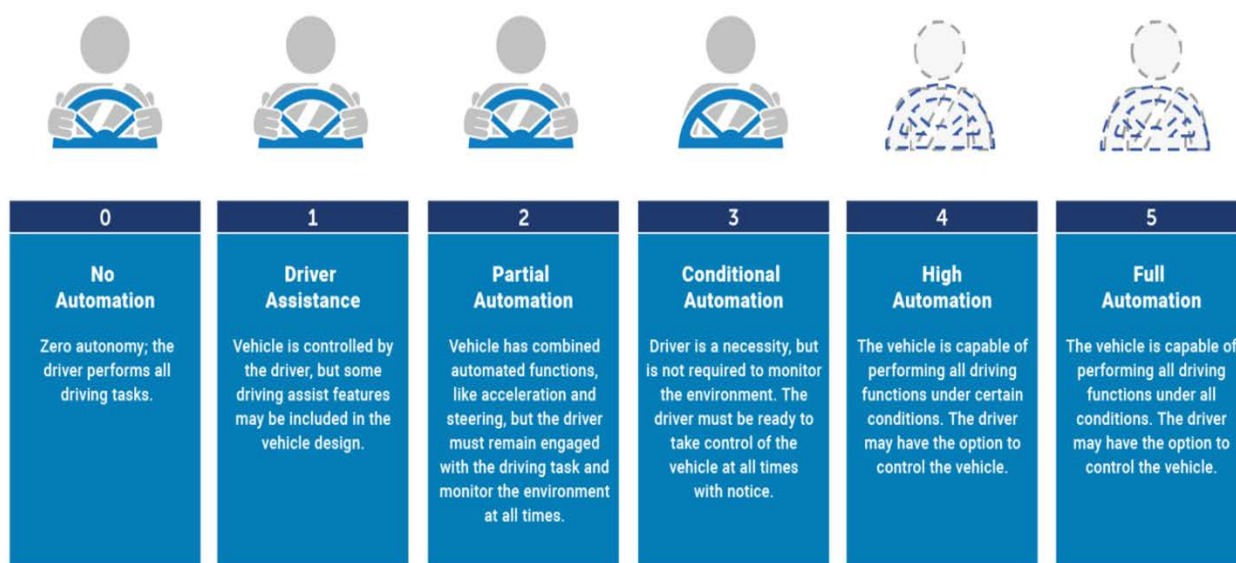 0
No
Automation
Zero autonomy; the
driver performs all
driving tasks.
1
Driver
Assistance
Vehicle is controlled by
the driver, but some
driving assist features
may be included in the
vehicle design.
2
Partial
Automation
Vehicle has combined
automated functions,
like acceleration and
steering, but the driver
must remain engaged
with the driving task and
monitor the environment
at all times.
3
Conditional
Automation
Driver is a necessity, but
is not required to monitor
the environment. The
driver must be ready to
take control of the
vehicle at all times
with notice.
4
High
Automation
The vehicle is capable of
performing all driving
functions under certain
conditions. The driver
may have the option to
control the vehicle.
5
Full
Automation
The vehicle is capable of
performing all driving
functions under all
conditions. The driver
may have the option to
control the vehicle.